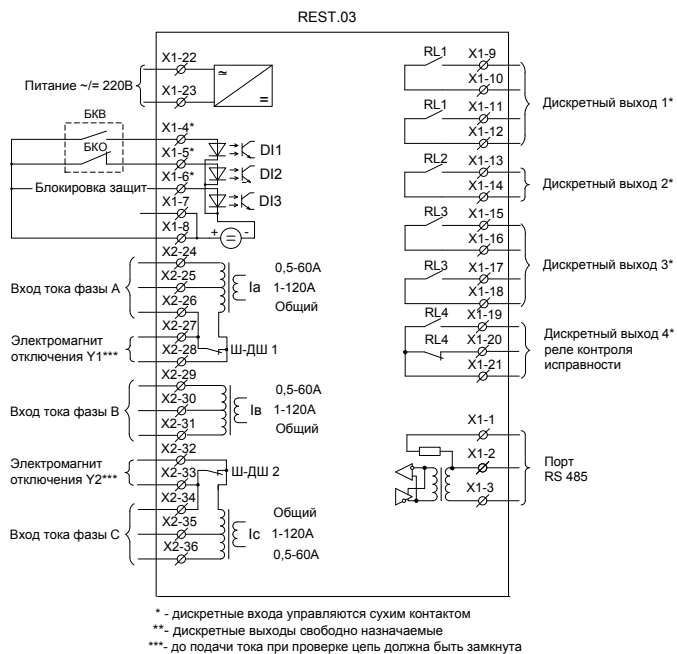 REST.03
X1-22
Питание ~/= 220В
X1-23
≃
=
БКВ
X1-4*
БКО
X1-5*
DI1
X1-6*
DI2
Блокировка защит
X1-7
DI3
X1-8
+ = -
X2-24
X2-25
X2-26
Вход тока фазы А
Iа
0,5-60А
1-120А
Общий
X2-27
X2-28
Электромагнит
отключения Y1***
Ш-ДШ 1
X2-29
X2-30
X2-31
Вход тока фазы В
Iв
0,5-60А
1-120А
Общий
X2-32
X2-33
Электромагнит
отключения Y2***
Ш-ДШ 2
X2-34
X2-35
X2-36
Вход тока фазы С
Iс
Общий
1-120А
0,5-60А
RL1
X1-9
X1-10
RL1
X1-11
X1-12
Дискретный выход 1*
RL2
X1-13
X1-14
Дискретный выход 2*
RL3
X1-15
X1-16
RL3
X1-17
X1-18
Дискретный выход 3*
RL4
X1-19
RL4
X1-20
X1-21
Дискретный выход 4*
реле контроля
исправности
X1-1
X1-2
X1-3
Порт
RS 485
* - дискретные входа управляются сухим контактом
**- дискретные выходы свободно назначаемые
***- до подачи тока при проверке цепь должна быть замкнута